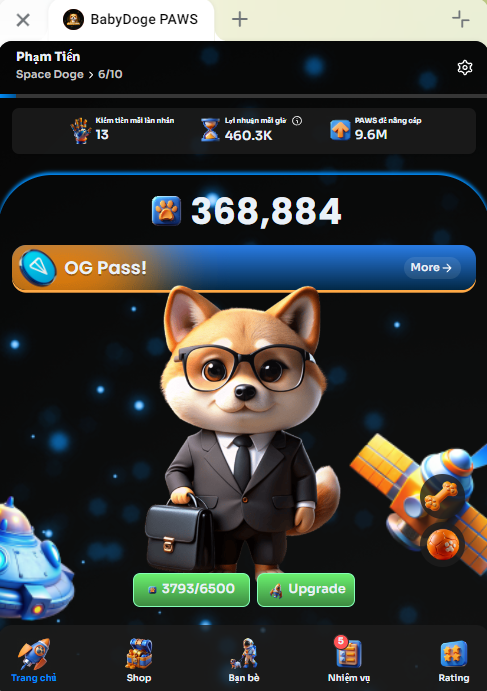 BabyDoge PAWS
Phạm Tiến
Space Doge > 6/10
Kiếm tiền mỗi lần nhấn
13
Lợi nhuận mỗi giờ
460.3K
PAWS để nâng cấp
9.6M
368,884
OG Pass!
More →
3793/6500
Upgrade
Trang chủ
Shop
Bạn bè
5
Nhiệm vụ
Rating